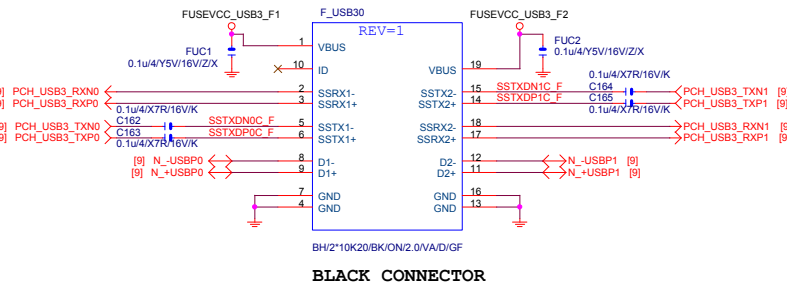 FUSEVCC_USB3_F1 F_USB30 FUSEVCC_USB3_F2
REV=1
FUC1
0.1u/4/Y5V/16V/Z/X
FUC2
0.1u/4/Y5V/16V/Z/X
1 VBUS
10 ID
VBUS 19
0.1u/4/X7R/16V/K
PCH_USB3_RXN0 2 SSRX1-
PCH_USB3_RXP0 3 SSRX1+
SSTX2- 15 SSTXDN1C_F C164 PCH_USB3_TXN1 [9]
SSTX2+ 14 SSTXDP1C_F C165 PCH_USB3_TXP1 [9]
0.1u/4/X7R/16V/K
0.1u/4/X7R/16V/K
[9] PCH_USB3_TXN0 C162 SSTXDN0C_F 5 SSTX1-
[9] PCH_USB3_TXP0 C163 SSTXDP0C_F 6 SSTX1+
0.1u/4/X7R/16V/K
SSRX2- 18 PCH_USB3_RXN1 [9]
SSRX2+ 17 PCH_USB3_RXP1 [9]
[9] N_-USBP0 8 D1-
[9] N_+USBP0 9 D1+
D2- 12 N_-USBP1 [9]
D2+ 11 N_+USBP1 [9]
7 GND
4 GND
GND 16
GND 13
BH/2*10K20/BK/ON/2.0/VA/D/GF
BLACK CONNECTOR